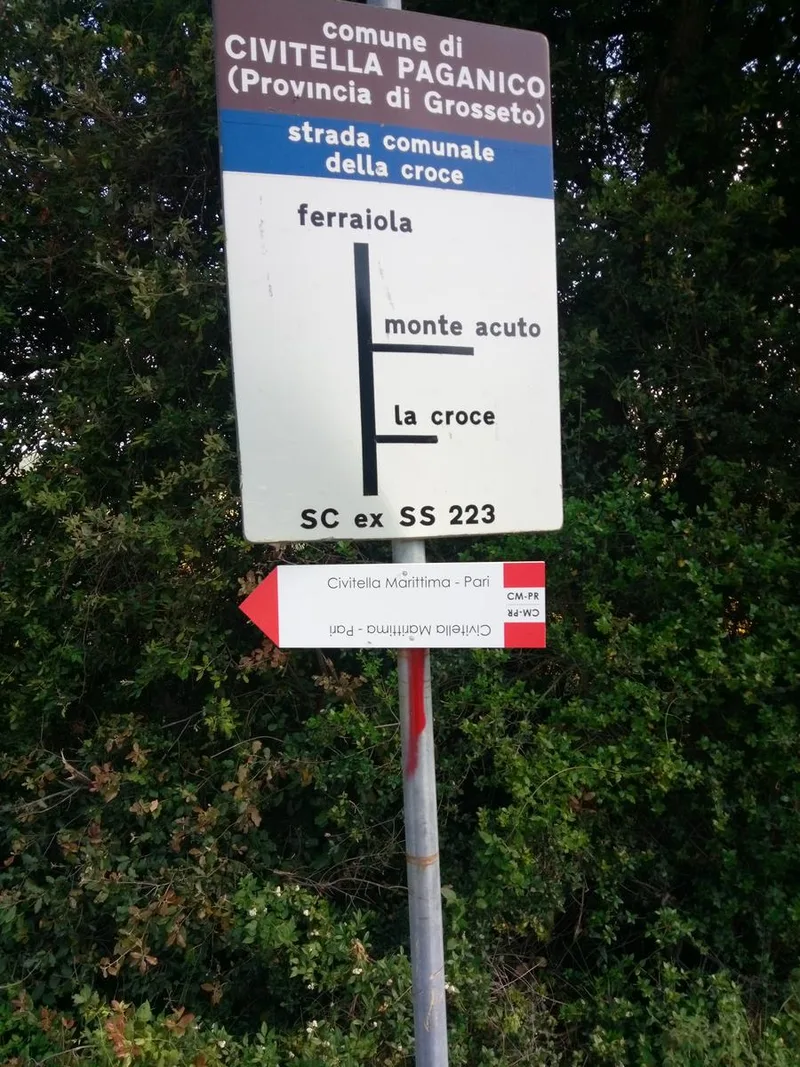 comune di
CIVITELLA PAGANICO
(Provincia di Grosseto)
strada comunale
della croce
ferraiola
monte acuto
la croce
SC ex SS 223
Civitella Marittima - Pari
CM-PR
CM-PR
Civitella Marittima - Pari